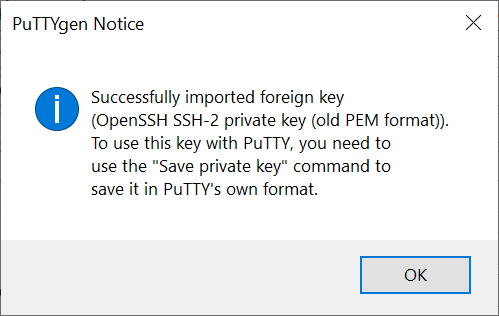 PuTTYgen Notice
Successfully imported foreign key
(OpenSSH SSH-2 private key (old PEM format)).
To use this key with PuTTY, you need to
use the "Save private key" command to
save it in PuTTY's own format.
OK